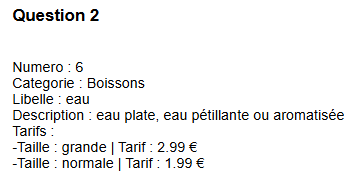 Question 2
Numero : 6
Categorie : Boissons
Libelle : eau
Description : eau plate, eau pétillante ou aromatisée
Tarifs :
-Taille : grande | Tarif : 2.99 €
-Taille : normale | Tarif : 1.99 €